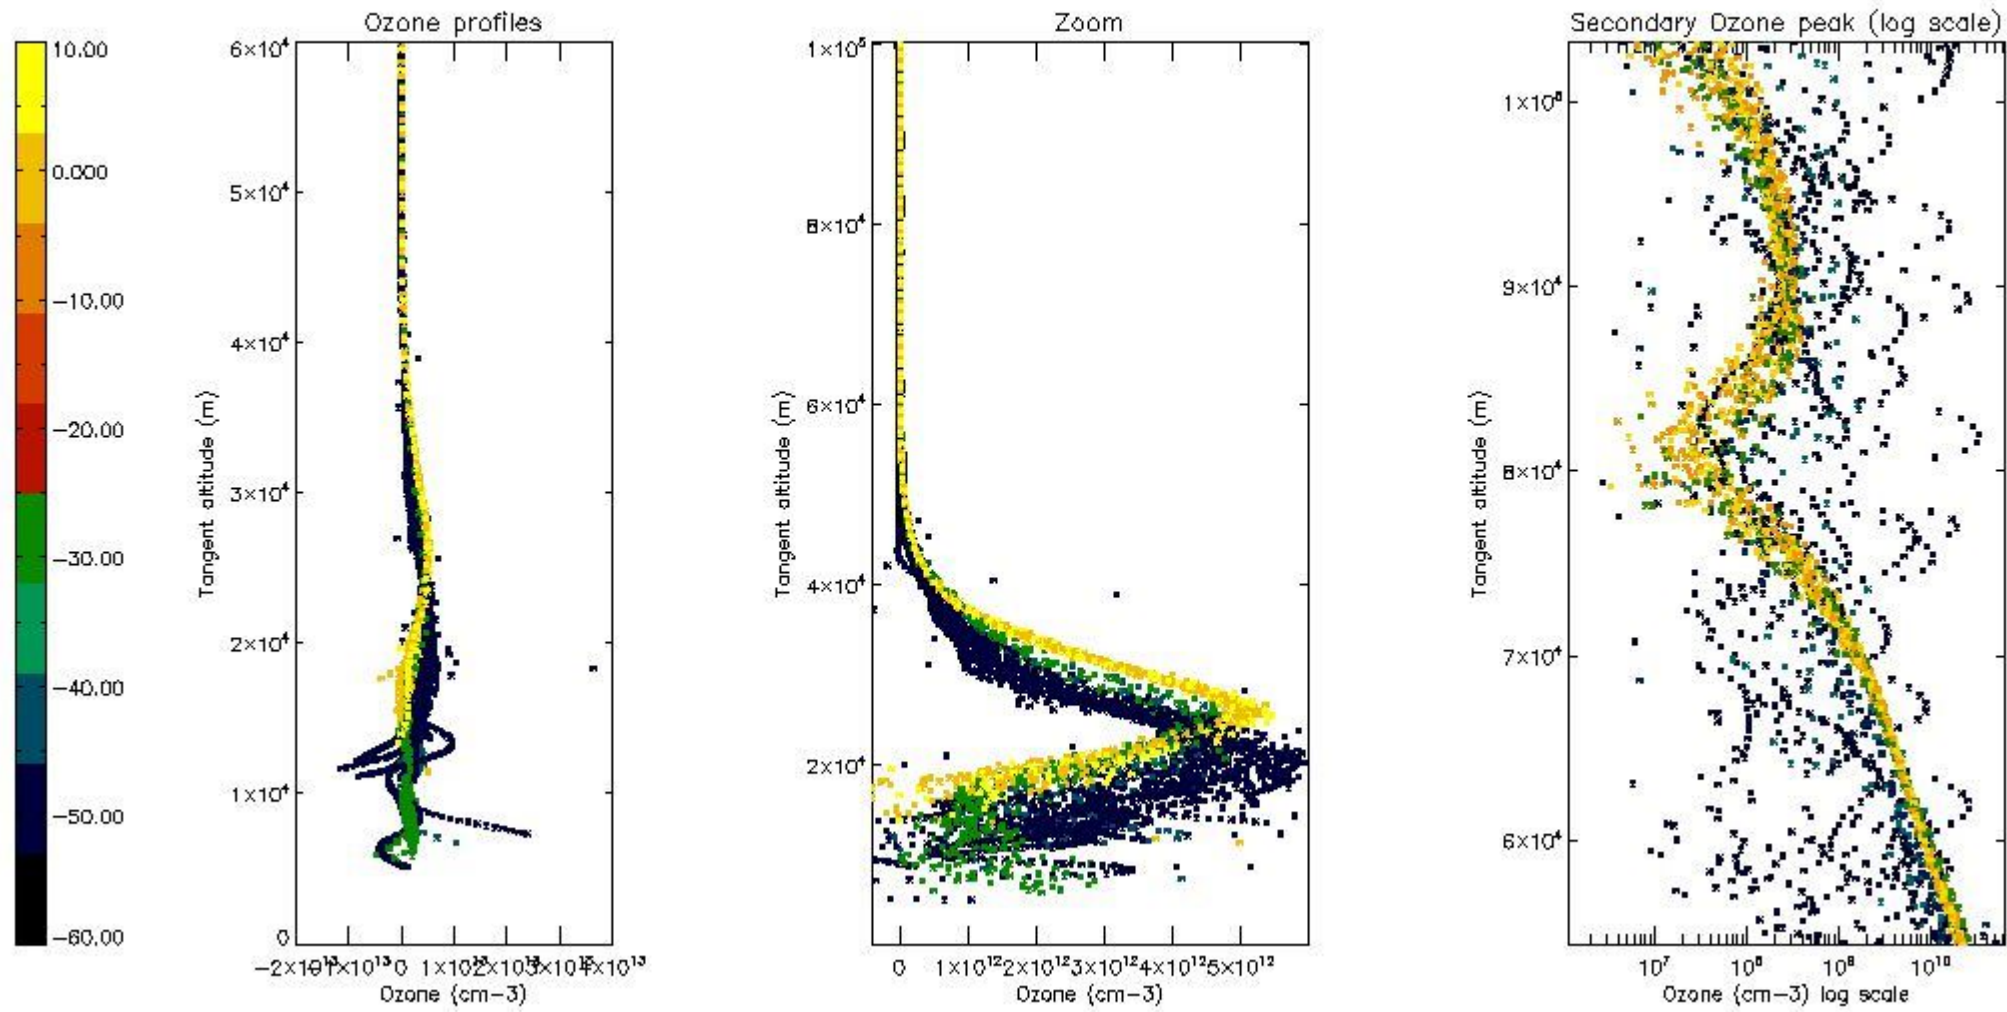 Ozone profiles
Zoom
Secondary Ozone peak (log scale)
10.00
0.000
−10.00
−20.00
−30.00
−40.00
−50.00
−60.00
6×10⁴
5×10⁴
4×10⁴
3×10⁴
2×10⁴
1×10⁴
0
Tangent altitude (m)
0
Ozone (cm−3)
1×10⁵
8×10⁴
6×10⁴
4×10⁴
2×10⁴
Tangent altitude (m)
0 1×10¹² 2×10¹² 3×10¹² 4×10¹² 5×10¹²
Ozone (cm−3)
9×10⁴
8×10⁴
7×10⁴
6×10⁴
Tangent altitude (m)
10⁷ 10⁸ 10⁹ 10¹⁰
Ozone (cm−3) log scale